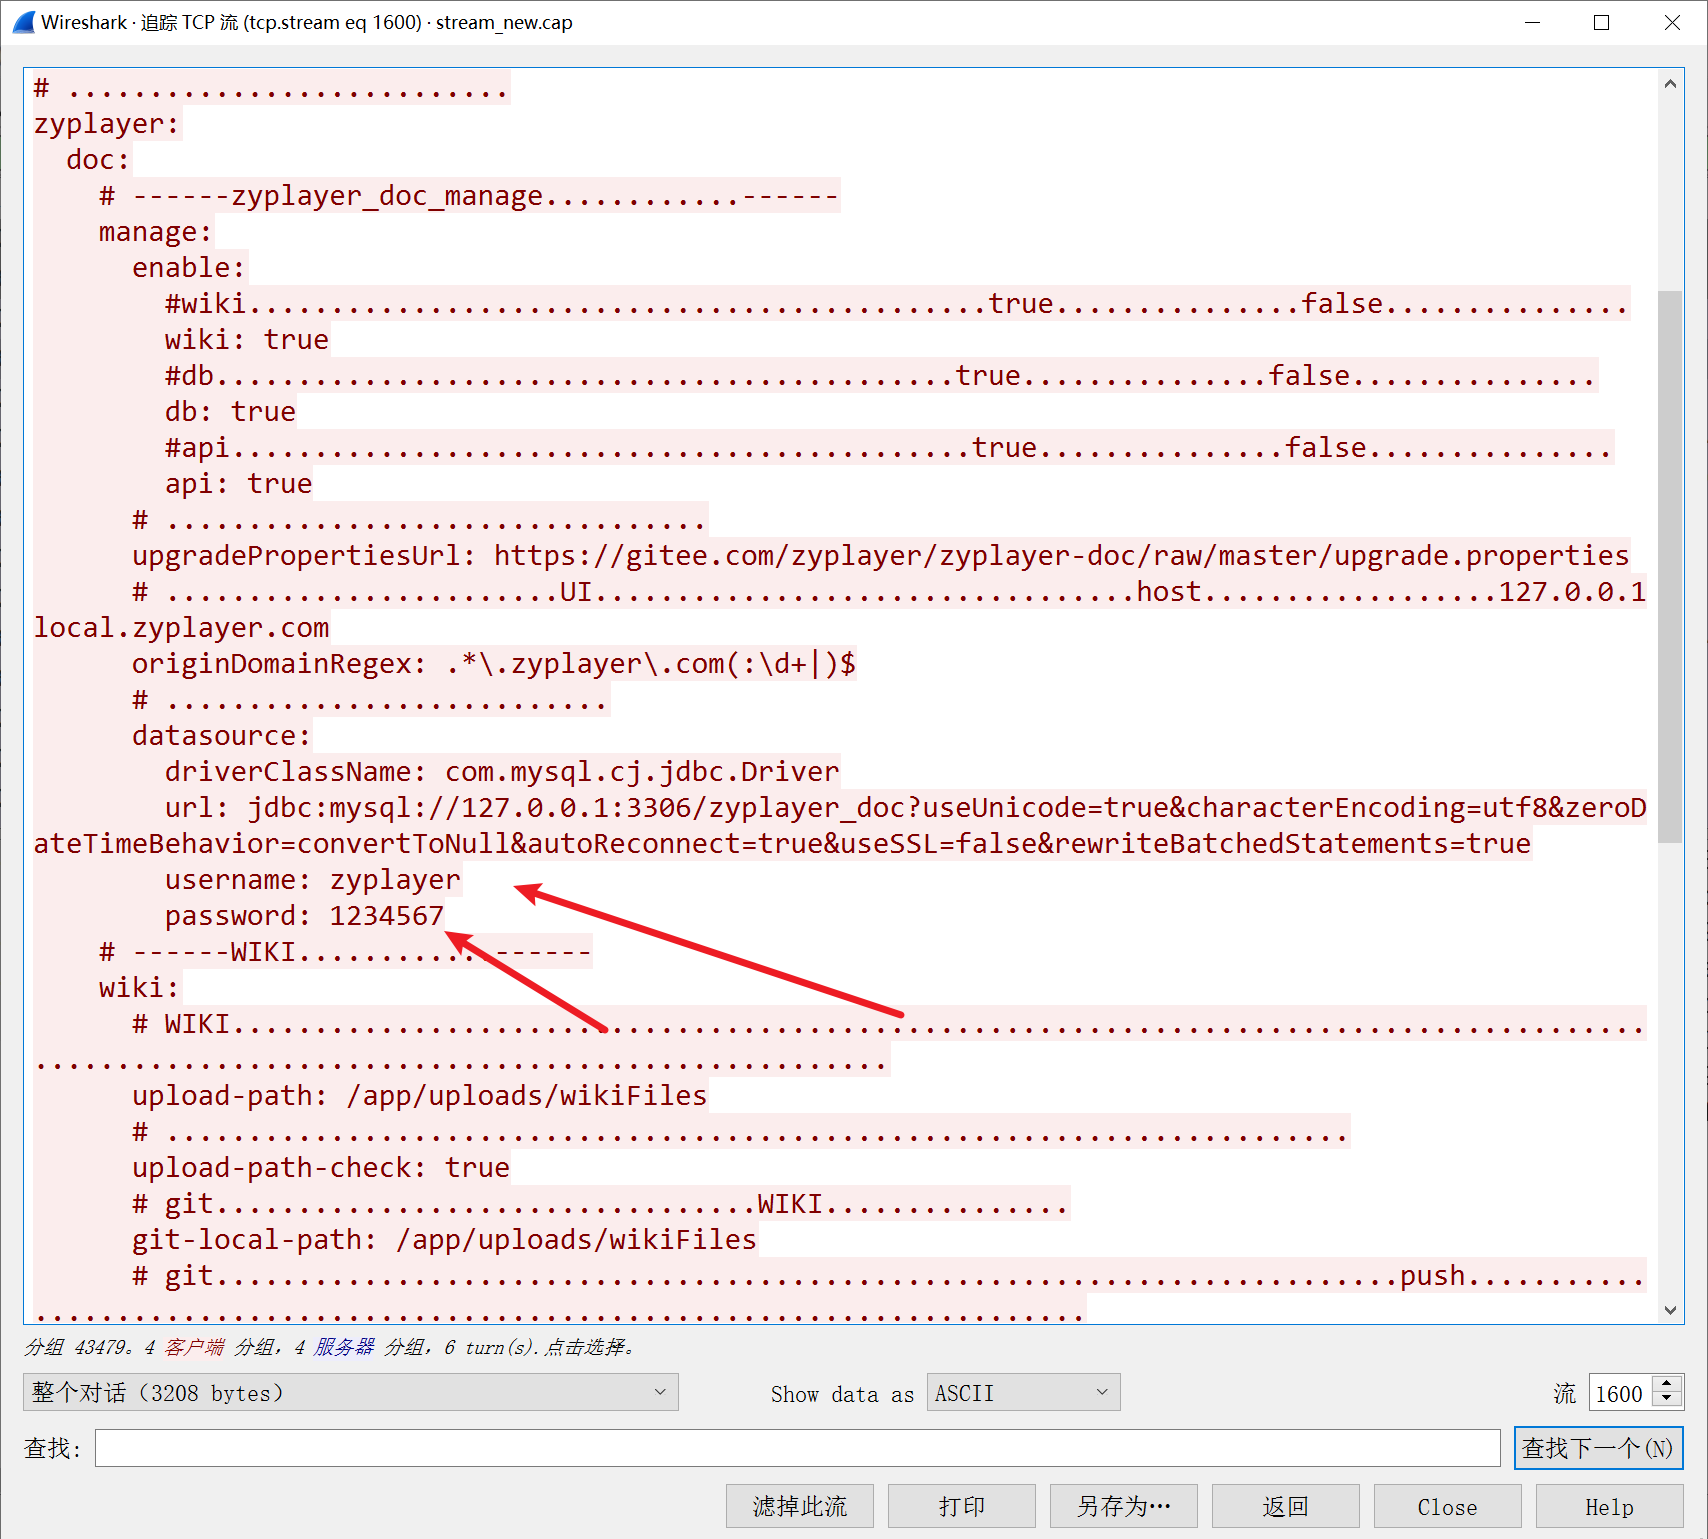 Wireshark · 追踪 TCP 流 (tcp.stream eq 1600) · stream_new.cap
# ...........................
zyplayer:
  doc:
    # ------zyplayer_doc_manage............------
    manage:
      enable:
        #wiki.............................................true...............false...............
        wiki: true
        #db.............................................true...............false...............
        db: true
        #api.............................................true...............false...............
        api: true
      # .................................
      upgradePropertiesUrl: https://gitee.com/zyplayer/zyplayer-doc/raw/master/upgrade.properties
      # ........................UI.................................host..................127.0.0.1
local.zyplayer.com
      originDomainRegex: .*\.zyplayer\.com(:\d+|)$
      # ...........................
      datasource:
        driverClassName: com.mysql.cj.jdbc.Driver
        url: jdbc:mysql://127.0.0.1:3306/zyplayer_doc?useUnicode=true&characterEncoding=utf8&zeroD
ateTimeBehavior=convertToNull&autoReconnect=true&useSSL=false&rewriteBatchedStatements=true
        username: zyplayer
        password: 1234567
    # ------WIKI............------
    wiki:
      # WIKI......................................................................................
....................................................
      upload-path: /app/uploads/wikiFiles
      # ........................................................................
      upload-path-check: true
      # git.................................WIKI...............
      git-local-path: /app/uploads/wikiFiles
      # git........................................................................push...........
................................................................
分组 43479。4 客户端 分组，4 服务器 分组，6 turn(s).点击选择。
整个对话（3208 bytes） Show data as ASCII 流 1600
查找: 查找下一个(N)
滤掉此流 打印 另存为… 返回 Close Help